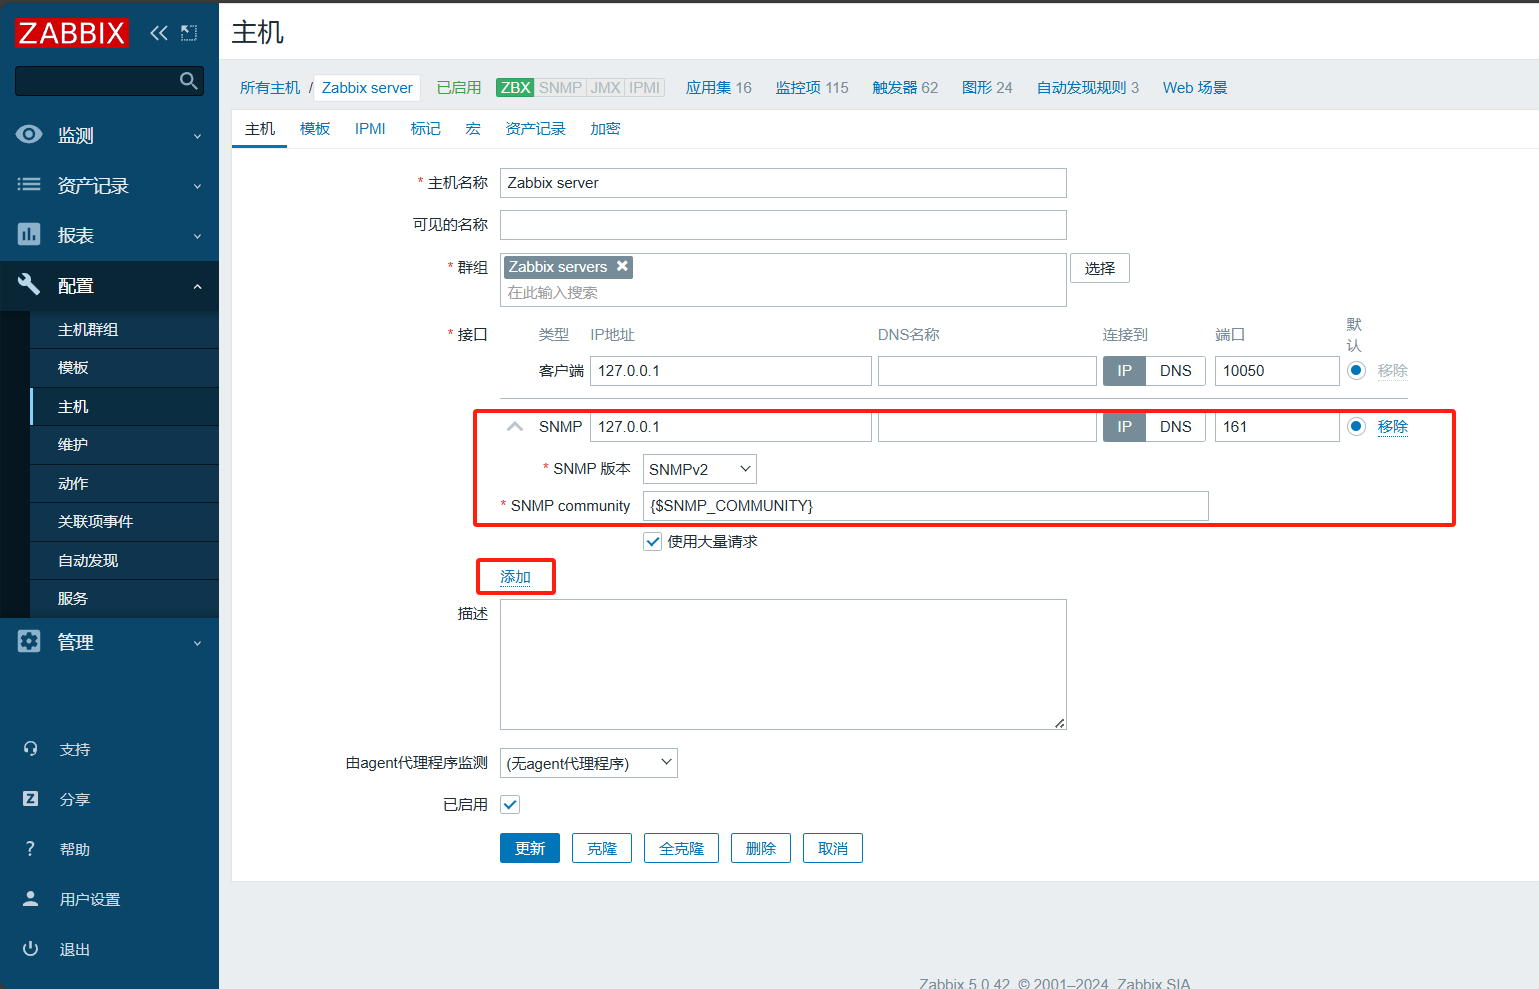 ZABBIX
主机
所有主机 / Zabbix server 已启用 ZBX SNMP JMX IPMI 应用集 16 监控项 115 触发器 62 图形 24 自动发现规则 3 Web 场景
主机 模板 IPMI 标记 宏 资产记录 加密
监测
资产记录
报表
配置
主机群组
模板
主机
维护
动作
关联项事件
自动发现
服务
管理
支持
分享
帮助
用户设置
退出
* 主机名称 Zabbix server
可见的名称
* 群组 Zabbix servers 选择
在此输入搜索
* 接口 类型 IP地址 DNS名称 连接到 端口 默认
客户端 127.0.0.1 IP DNS 10050 移除
SNMP 127.0.0.1 IP DNS 161 移除
* SNMP 版本 SNMPv2
* SNMP community {$SNMP_COMMUNITY}
使用大量请求
添加
描述
由agent代理程序监测 (无agent代理程序)
已启用
更新 克隆 全克隆 删除 取消
Zabbix 5.0.42. © 2001–2024, Zabbix SIA